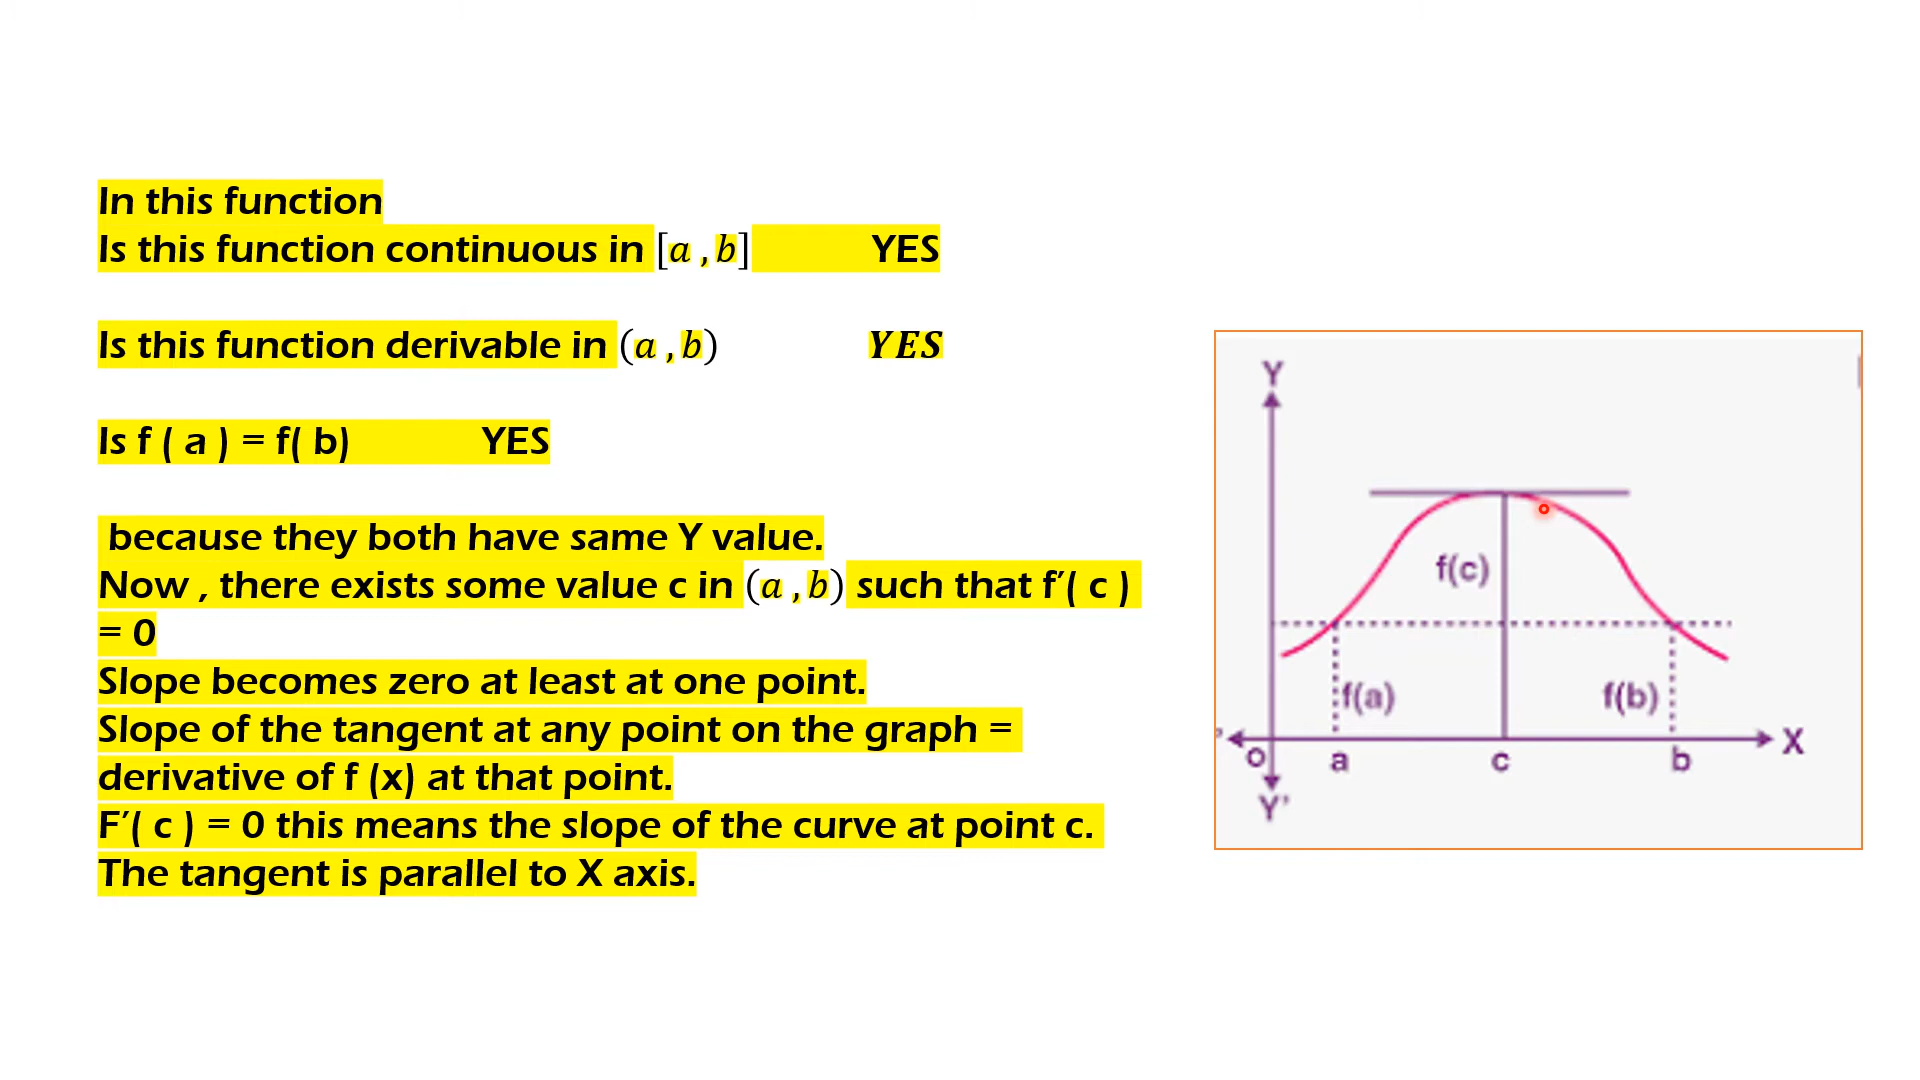 In this function
Is this function continuous in [a , b] YES
Is this function derivable in (a , b) YES
Is f ( a ) = f( b) YES
because they both have same Y value.
Now , there exists some value c in (a , b) such that f′( c )
= 0
Slope becomes zero at least at one point.
Slope of the tangent at any point on the graph =
derivative of f (x) at that point.
F′( c ) = 0 this means the slope of the curve at point c.
The tangent is parallel to X axis.
Y
f(c)
f(a) f(b)
O a c b X
Y'